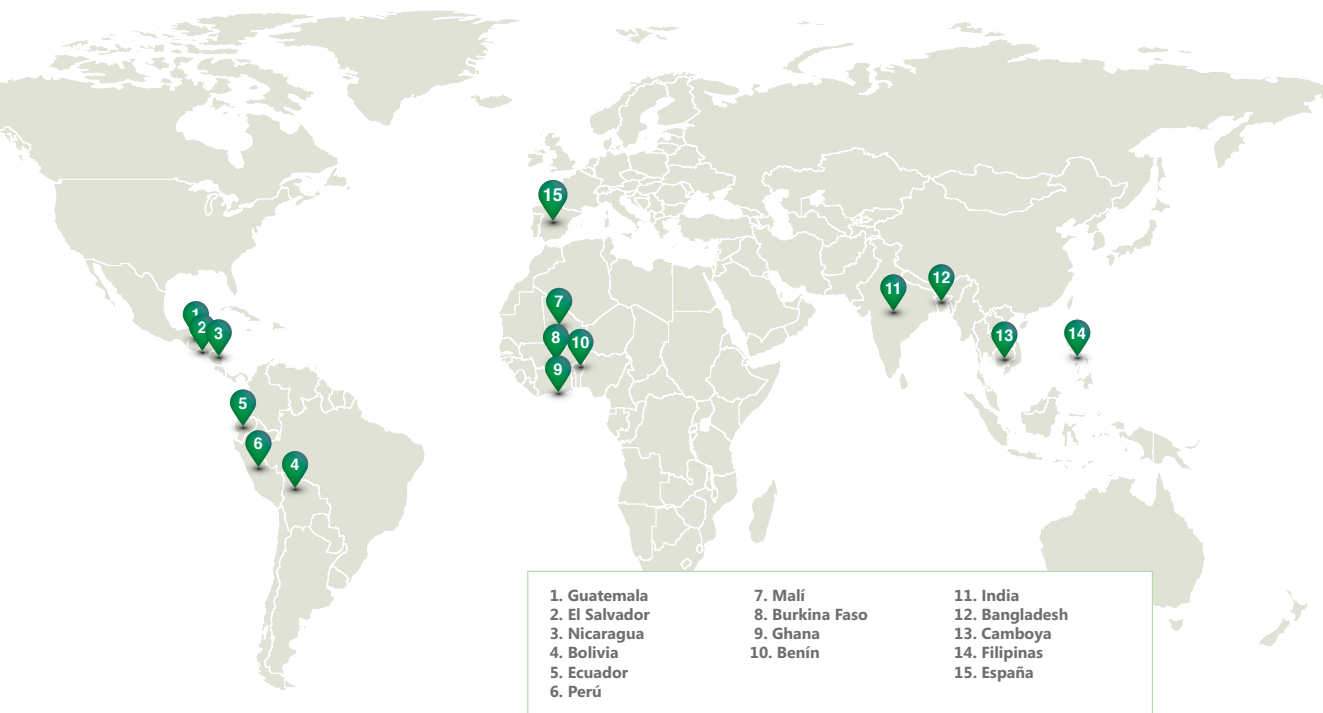 15
12
11
7
1
2
3
8
10
13
14
9
5
6
4
1. Guatemala
2. El Salvador
3. Nicaragua
4. Bolivia
5. Ecuador
6. Perú
7. Malí
8. Burkina Faso
9. Ghana
10. Benín
11. India
12. Bangladesh
13. Camboya
14. Filipinas
15. España